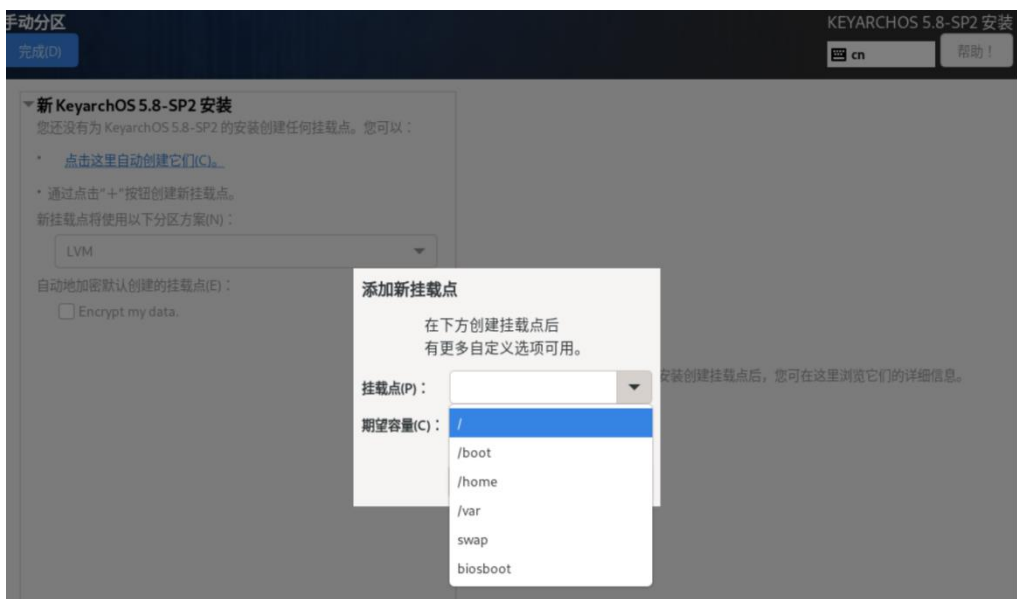 手动分区
KEYARCHOS 5.8-SP2 安装
完成(D)
cn
帮助！
新 KeyarchOS 5.8-SP2 安装
您还没有为 KeyarchOS 5.8-SP2 的安装创建任何挂载点。您可以：
• 点击这里自动创建它们(C)。
• 通过点击"＋"按钮创建新挂载点。
新挂载点将使用以下分区方案(N)：
LVM
自动地加密默认创建的挂载点(E)：
Encrypt my data.
添加新挂载点
在下方创建挂载点后
有更多自定义选项可用。
安装创建挂载点后，您可在这里浏览它们的详细信息。
挂载点(P)：
期望容量(C)：
/
/boot
/home
/var
swap
biosboot